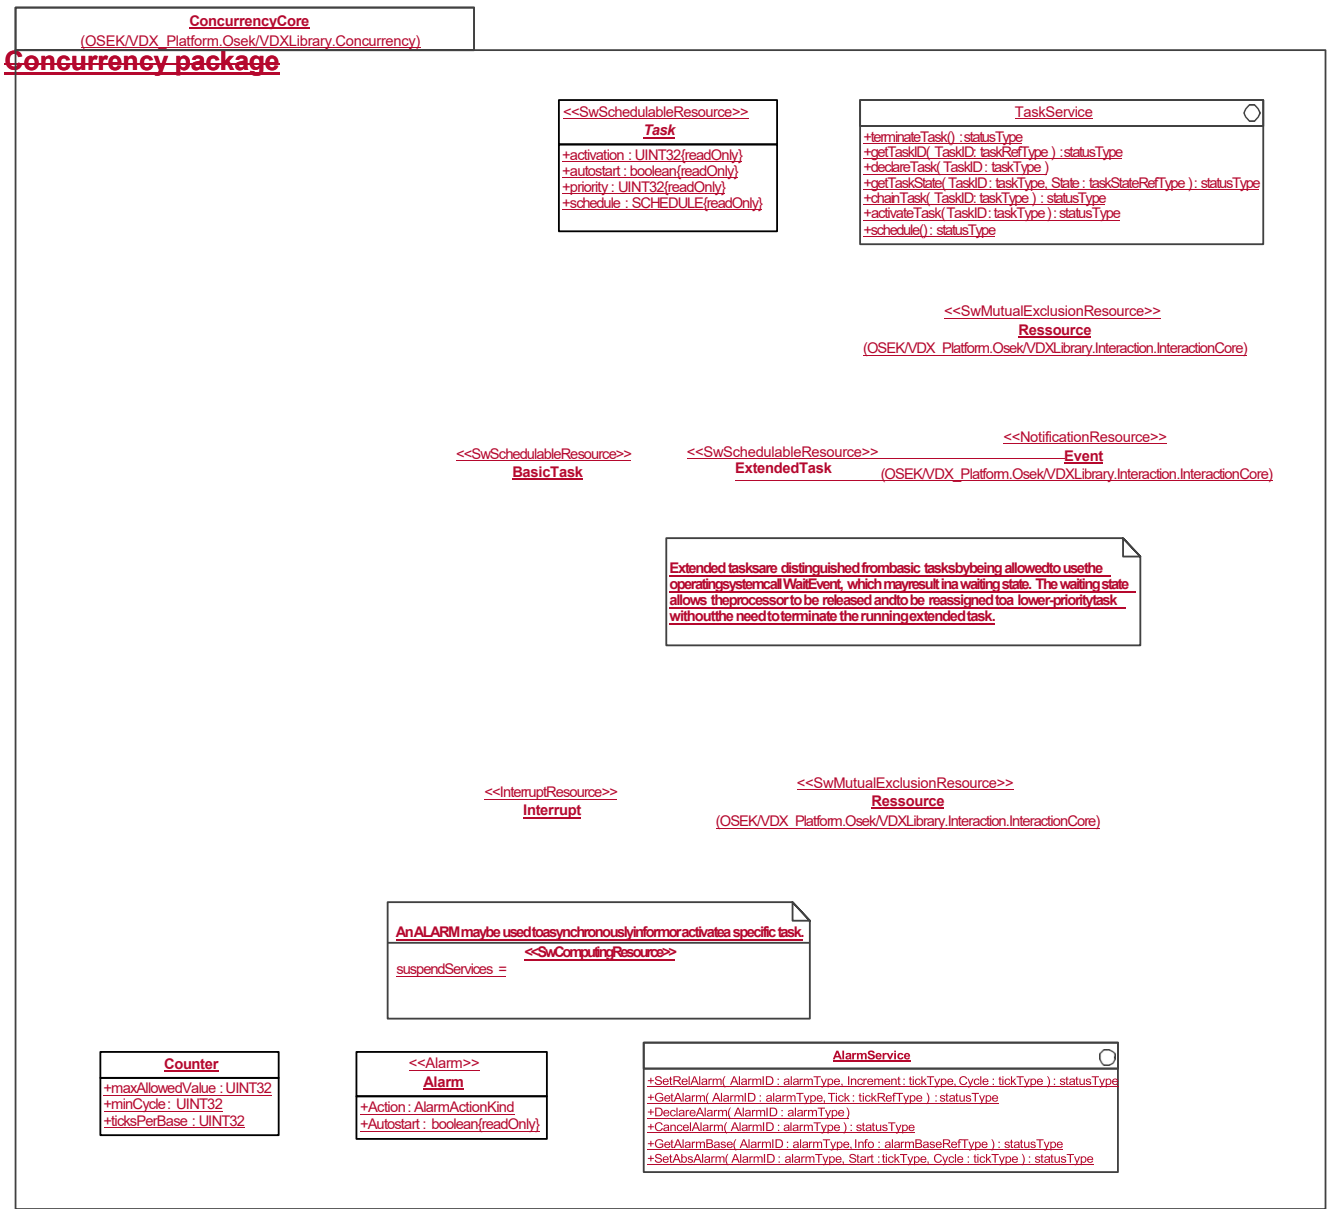 ConcurrencyCore
(OSEK/VDX_Platform.Osek/VDXLibrary.Concurrency)
Concurrency package
<<SwSchedulableResource>>
Task
+activation : UINT32{readOnly}
+autostart : boolean{readOnly}
+priority : UINT32{readOnly}
+schedule : SCHEDULE{readOnly}
TaskService
+terminateTask() : statusType
+getTaskID( TaskID: taskRefType ) : statusType
+declareTask( TaskID : taskType )
+getTaskState( TaskID : taskType, State : taskStateRefType ) : statusType
+chainTask( TaskID: taskType ) : statusType
+activateTask( TaskID : taskType ) : statusType
+schedule() : statusType
<<SwMutualExclusionResource>>
Ressource
(OSEK/VDX_Platform.Osek/VDXLibrary.Interaction.InteractionCore)
<<SwSchedulableResource>>
BasicTask
<<SwSchedulableResource>>
ExtendedTask
<<NotificationResource>>
Event
(OSEK/VDX_Platform.Osek/VDXLibrary.Interaction.InteractionCore)
Extended tasksare distinguished frombasic tasksbybeing allowedto usethe
operatingsystemcall WaitEvent, which mayresult ina waiting state. The waiting state
allows theprocessor to be released andto be reassigned toa lower-prioritytask
withoutthe need toterminate the runningextended task.
<<InterruptResource>>
Interrupt
<<SwMutualExclusionResource>>
Ressource
(OSEK/VDX_Platform.Osek/VDXLibrary.Interaction.InteractionCore)
An ALARM maybe used toasynchronouslyinformor activatea specific task.
<<SwComputingResource>>
suspendServices =
Counter
+maxAllowedValue : UINT32
+minCycle : UINT32
+ticksPerBase : UINT32
<<Alarm>>
Alarm
+Action : AlarmActionKind
+Autostart : boolean{readOnly}
AlarmService
+SetRelAlarm( AlarmID : alarmType, Increment : tickType, Cycle : tickType ) : statusType
+GetAlarm( AlarmID : alarmType, Tick : tickRefType ) : statusType
+DeclareAlarm( AlarmID : alarmType )
+CancelAlarm( AlarmID : alarmType ) : statusType
+GetAlarmBase( AlarmID : alarmType, Info : alarmBaseRefType ) : statusType
+SetAbsAlarm( AlarmID : alarmType, Start : tickType, Cycle : tickType ) : statusType